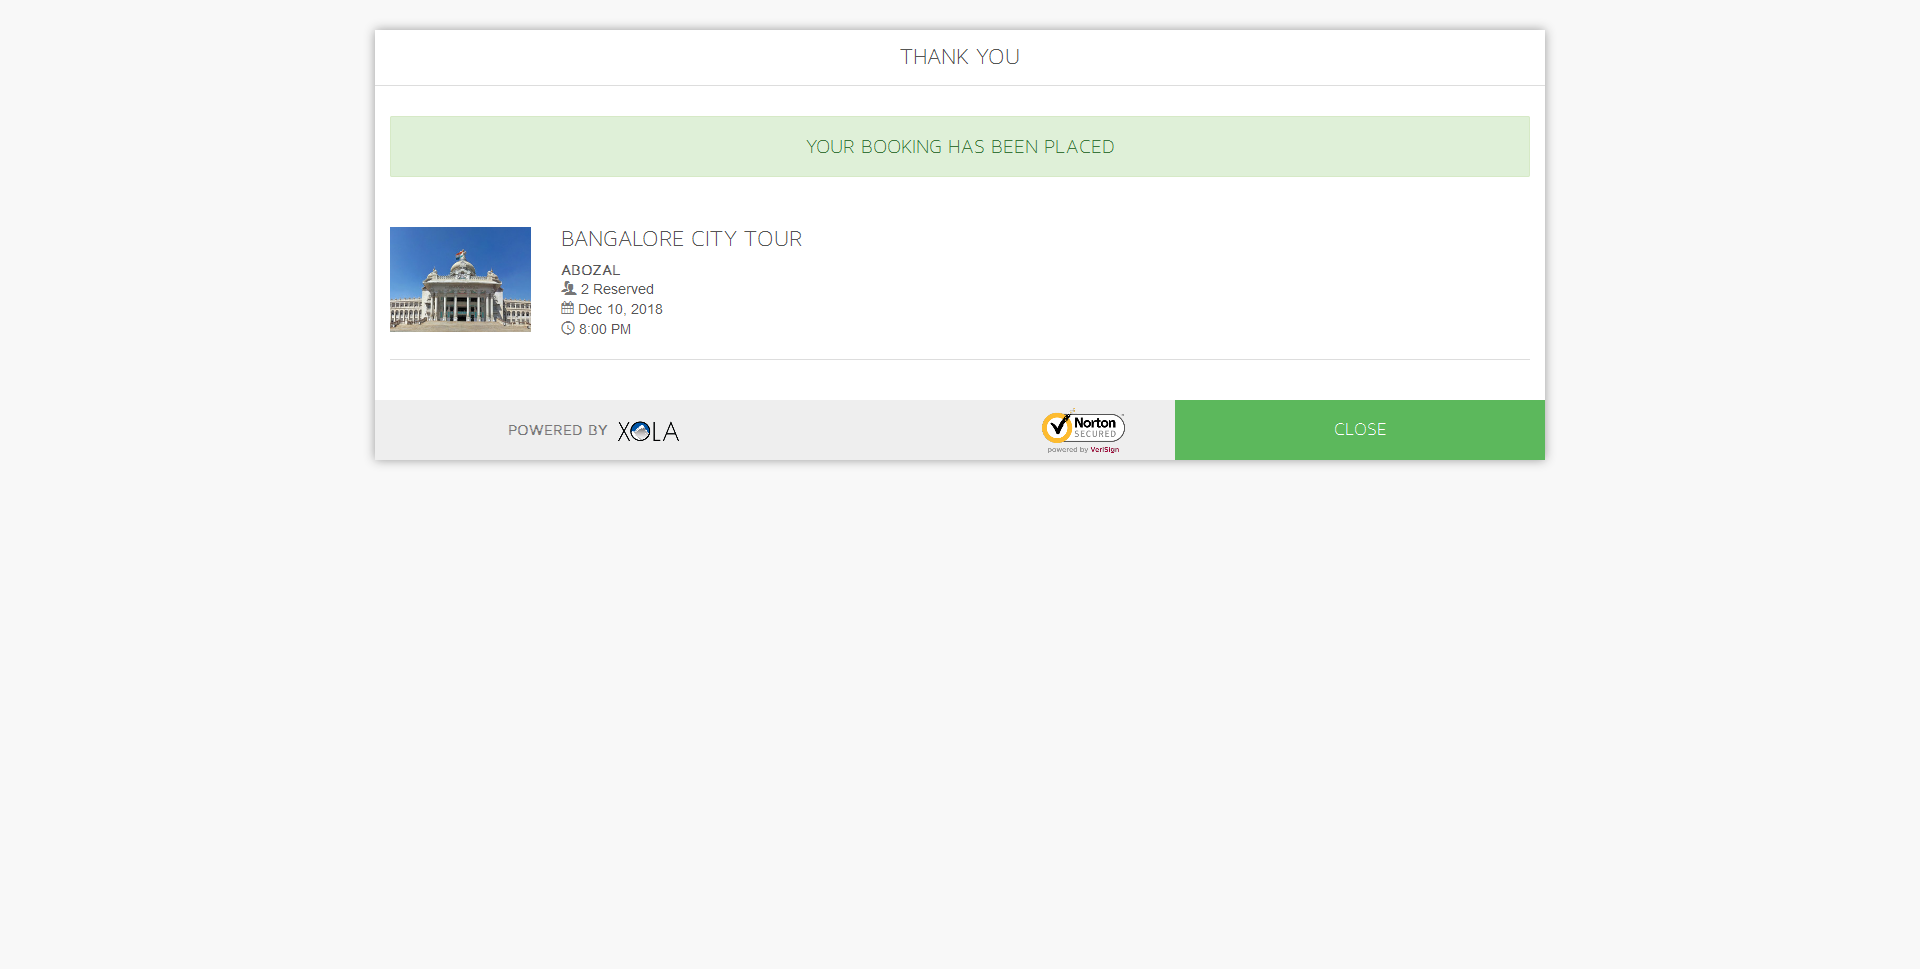 THANK YOU
YOUR BOOKING HAS BEEN PLACED
BANGALORE CITY TOUR
ABOZAL
2 Reserved
Dec 10, 2018
8:00 PM
POWERED BY XOLA
Norton
SECURED
powered by VeriSign
CLOSE